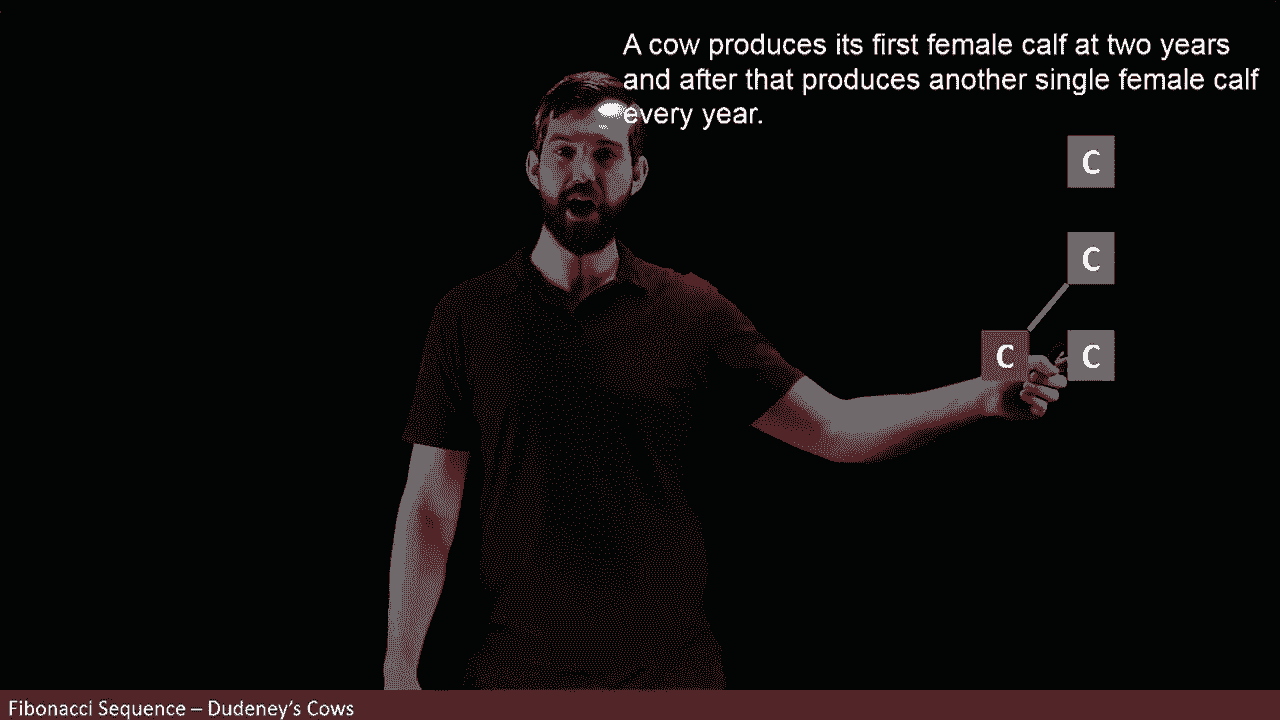 A cow produces its first female calf at two years
and after that produces another single female calf
every year.
C
C
C C
Fibonacci Sequence – Dudeney's Cows